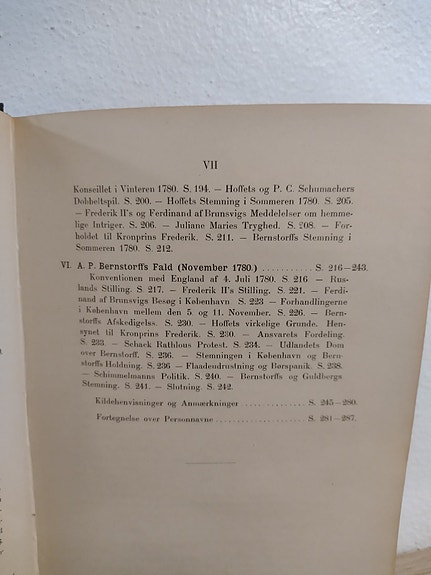 VII
Konseillet i Vinteren 1780. S. 194. — Hoffets og P. C. Schumachers
Dobbeltspil. S. 200. — Hoffets Stemning i Sommeren 1780. S. 205.
— Frederik II's og Ferdinand af Brunsvigs Meddelelser om hemme-
lige Intriger. S. 206. — Juliane Maries Tryghed. S. 208. — For-
holdet til Kronprins Frederik. S. 211. — Bernstorffs Stemning i
Sommeren 1780. S. 212.
VI. A. P. Bernstorffs Fald (November 1780.) ........... S. 216—243.
Konventionen med England af 4. Juli 1780. S. 216 — Rus-
lands Stilling. S. 217. — Frederik II's Stilling. S. 221. — Ferdi-
nand af Brunsvigs Besøg i København S. 223 — Forhandlingerne
i København mellem den 5. og 11. November. S. 226. — Bern-
storffs Afskedigelse. S. 230. — Hoffets virkelige Grunde. Hen-
synet til Kronprins Frederik. S. 230. — Ansvarets Fordeling.
S. 233. — Schack Rathlous Protest. S. 234. — Udlandets Dom
over Bernstorff. S. 236. — Stemningen i København og Bern-
storffs Holdning. S. 236 — Flaadeudrustning og Børspanik. S. 238.
— Schimmelmanns Politik. S. 240. — Bernstorffs og Guldbergs
Stemning. S. 241. — Slutning. S. 242.
Kildehenvisninger og Anmærkninger .............. S. 245—280.
Fortegnelse over Personnavne .................. S. 281—287.